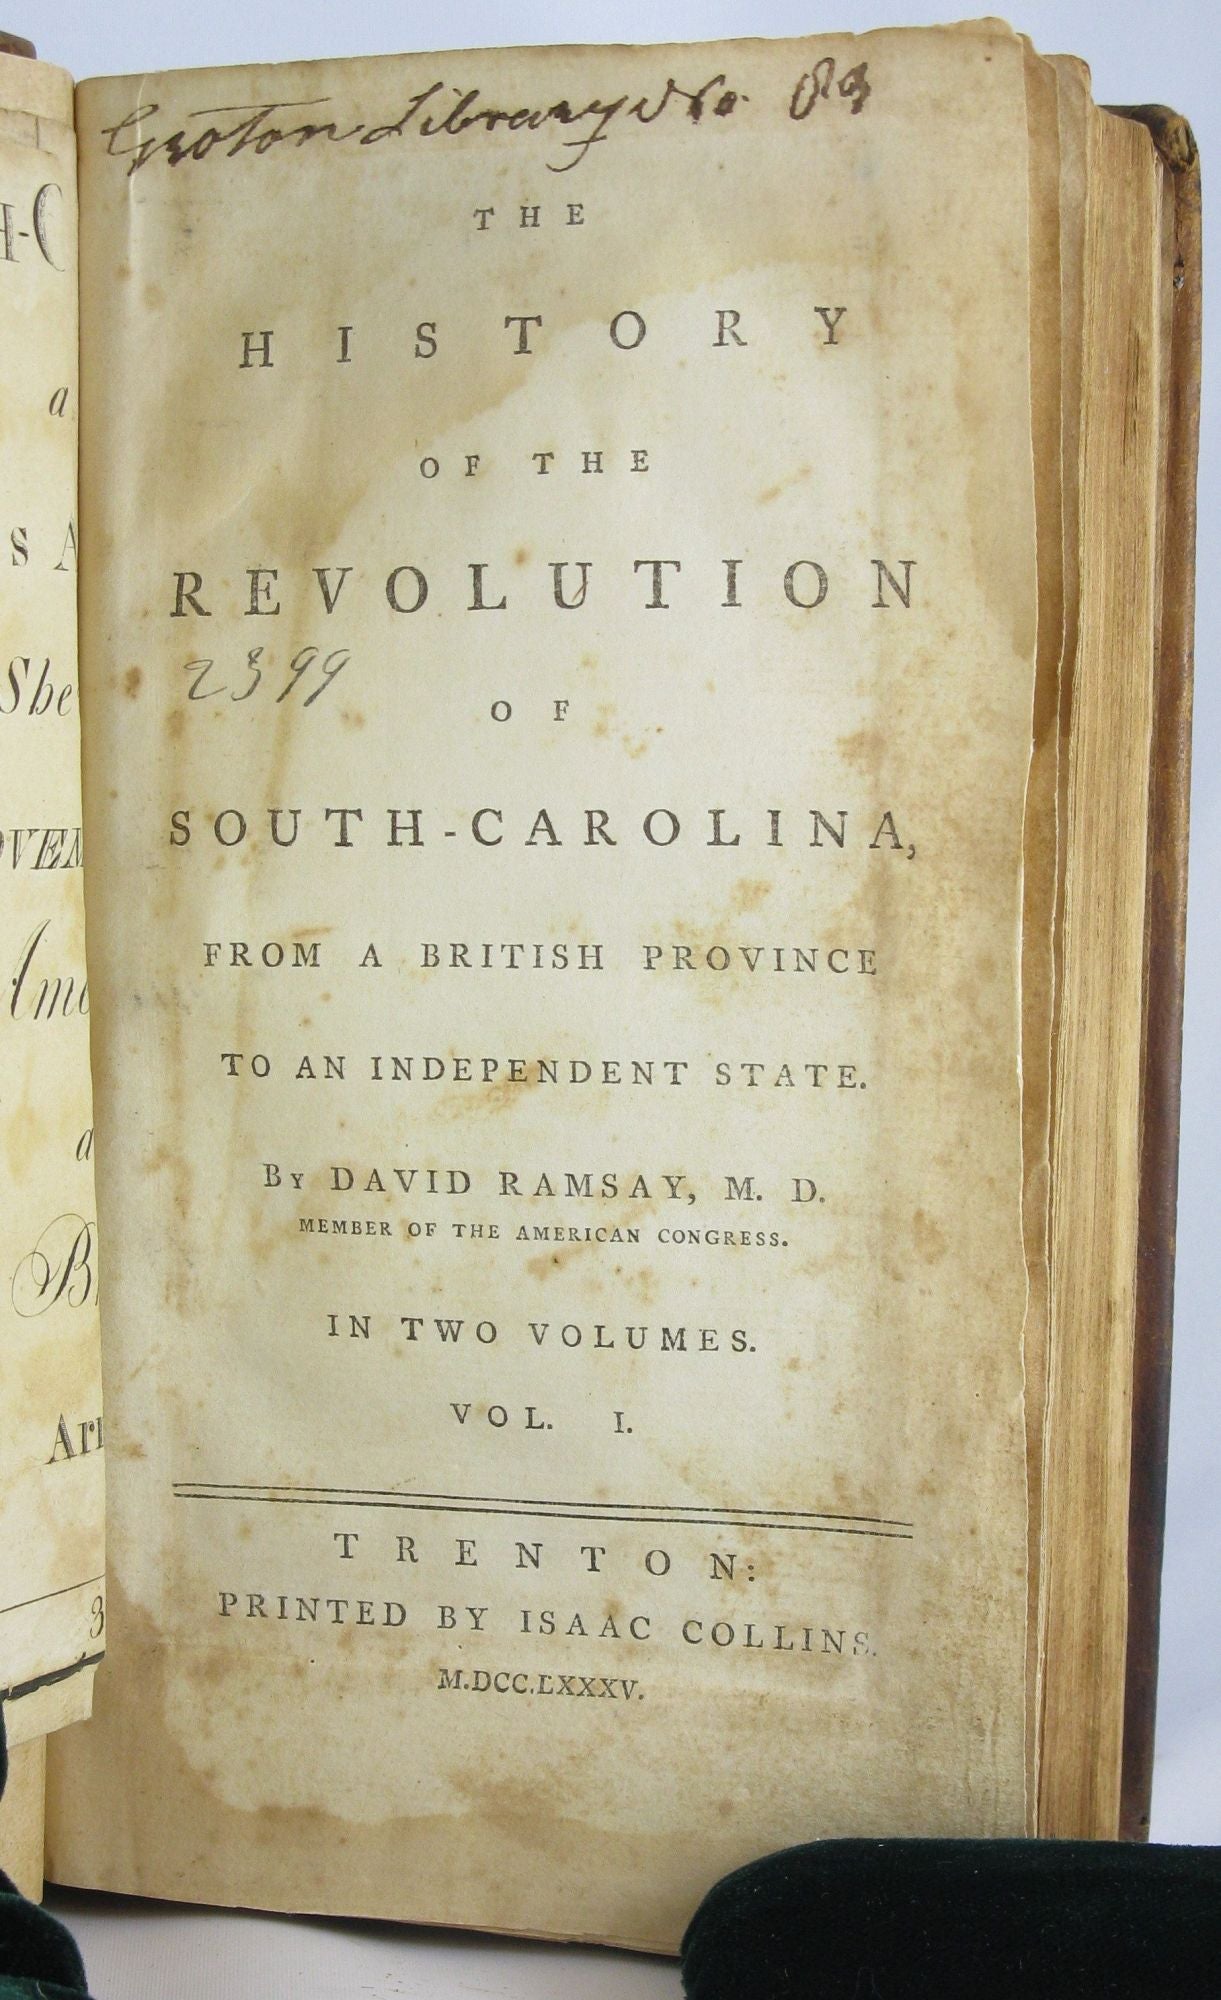 Groton Library No. 83
THE
HISTORY
OF THE
REVOLUTION
2399
OF
SOUTH-CAROLINA,
FROM A BRITISH PROVINCE
TO AN INDEPENDENT STATE.
By DAVID RAMSAY, M. D.
MEMBER OF THE AMERICAN CONGRESS.
IN TWO VOLUMES.
VOL. I.
TRENTON:
PRINTED BY ISAAC COLLINS.
M.DCC.LXXXV.